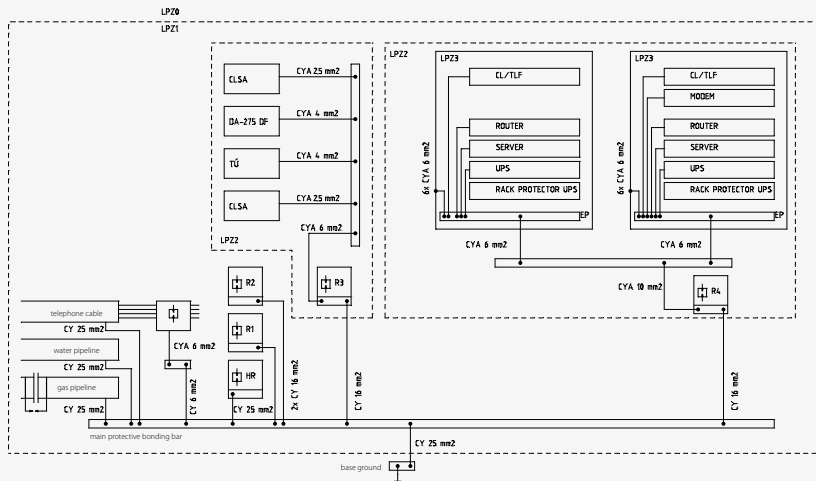 LPZ0
LPZ1
CLSA
CYA 25 mm2
DA-275 DF
CYA 4 mm2
TÚ
CYA 4 mm2
CLSA
CYA 25 mm2
CYA 6 mm2
LPZ2
LPZ2
LPZ3
CL/TLF
ROUTER
SERVER
UPS
RACK PROTECTOR UPS
EP
6x CYA 6 mm2
CYA 6 mm2
LPZ3
CL/TLF
MODEM
ROUTER
SERVER
UPS
RACK PROTECTOR UPS
EP
6x CYA 6 mm2
CYA 6 mm2
CYA 10 mm2
R4
R2
R3
R1
HR
telephone cable
CY 25 mm2
water pipeline
CY 25 mm2
gas pipeline
CY 25 mm2
CYA 6 mm2
CY 6 mm2
CY 25 mm2
2x CY 16 mm2
CY 16 mm2
CY 16 mm2
main protective bonding bar
CY 25 mm2
base ground